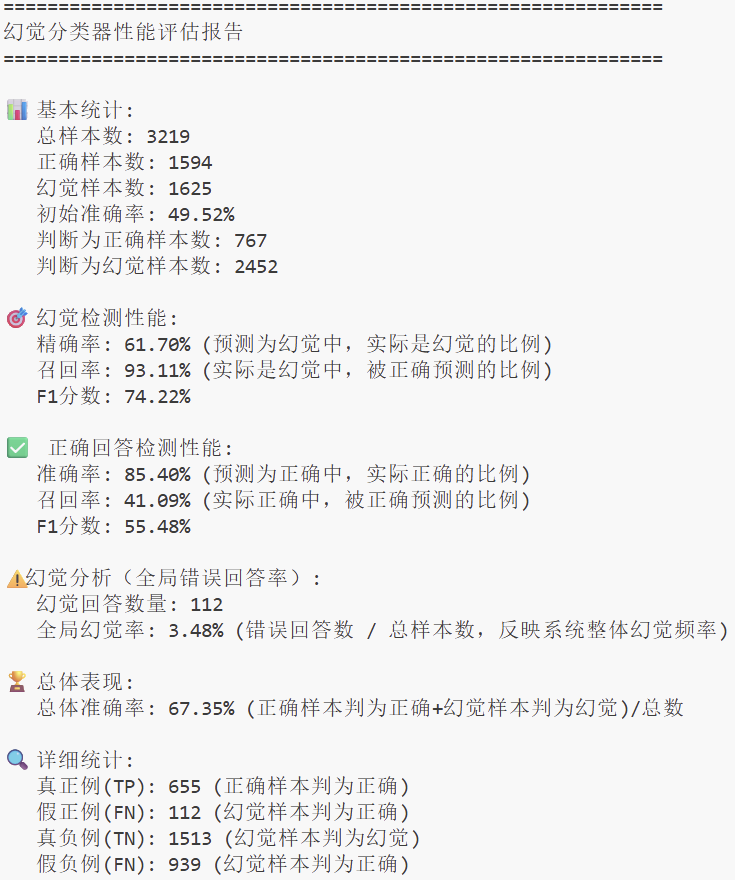 ============================================================
幻觉分类器性能评估报告
============================================================
📊 基本统计:
总样本数: 3219
正确样本数: 1594
幻觉样本数: 1625
初始准确率: 49.52%
判断为正确样本数: 767
判断为幻觉样本数: 2452
🎯 幻觉检测性能:
精确率: 61.70% (预测为幻觉中，实际是幻觉的比例)
召回率: 93.11% (实际是幻觉中，被正确预测的比例)
F1分数: 74.22%
✅ 正确回答检测性能:
准确率: 85.40% (预测为正确中，实际正确的比例)
召回率: 41.09% (实际正确中，被正确预测的比例)
F1分数: 55.48%
⚠️幻觉分析（全局错误回答率）:
幻觉回答数量: 112
全局幻觉率: 3.48% (错误回答数 / 总样本数，反映系统整体幻觉频率)
🏆 总体表现:
总体准确率: 67.35% (正确样本判为正确+幻觉样本判为幻觉)/总数
🔍 详细统计:
真正例(TP): 655 (正确样本判为正确)
假正例(FN): 112 (幻觉样本判为正确)
真负例(TN): 1513 (幻觉样本判为幻觉)
假负例(FN): 939 (幻觉样本判为正确)